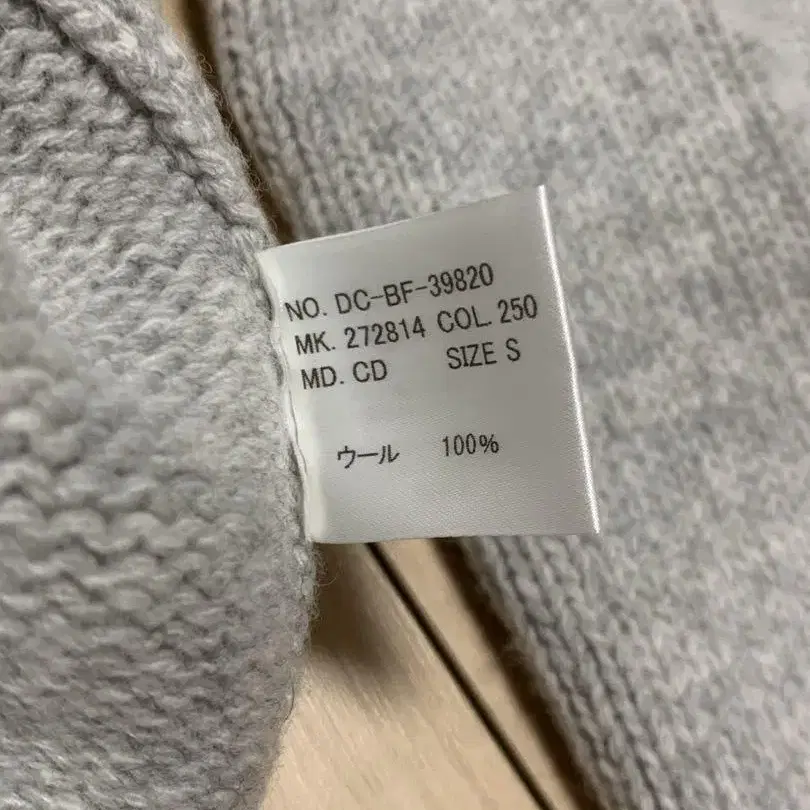 NO. DC-BF-39820
MK. 272814 COL. 250
MD. CD SIZE S
ウール 100%